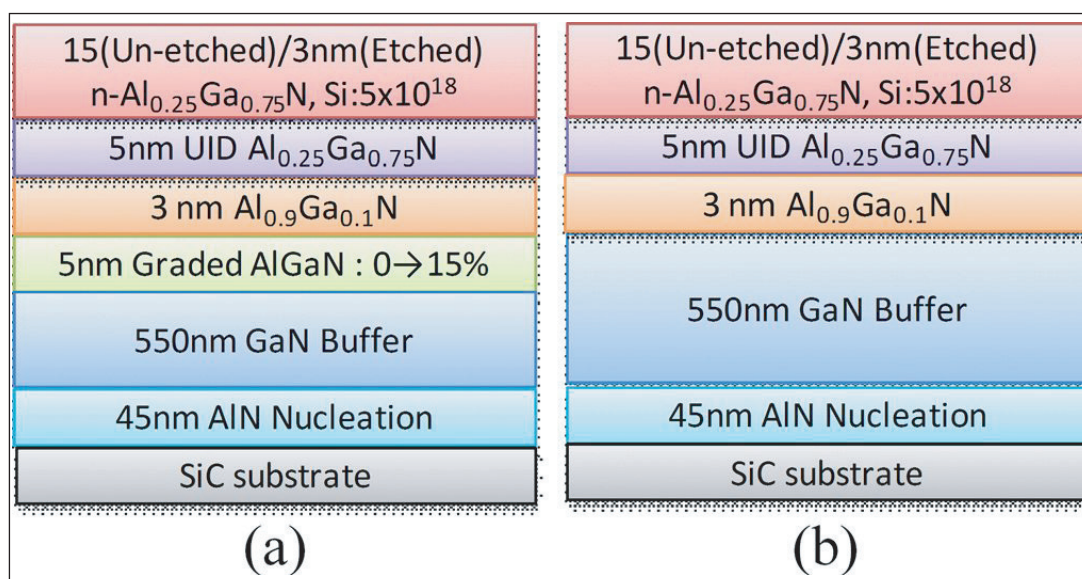 15(Un-etched)/3nm(Etched)
n-Al₀.₂₅Ga₀.₇₅N, Si:5x10¹⁸
5nm UID Al₀.₂₅Ga₀.₇₅N
3 nm Al₀.₉Ga₀.₁N
5nm Graded AlGaN : 0→15%
550nm GaN Buffer
45nm AlN Nucleation
SiC substrate
(a)
15(Un-etched)/3nm(Etched)
n-Al₀.₂₅Ga₀.₇₅N, Si:5x10¹⁸
5nm UID Al₀.₂₅Ga₀.₇₅N
3 nm Al₀.₉Ga₀.₁N
550nm GaN Buffer
45nm AlN Nucleation
SiC substrate
(b)